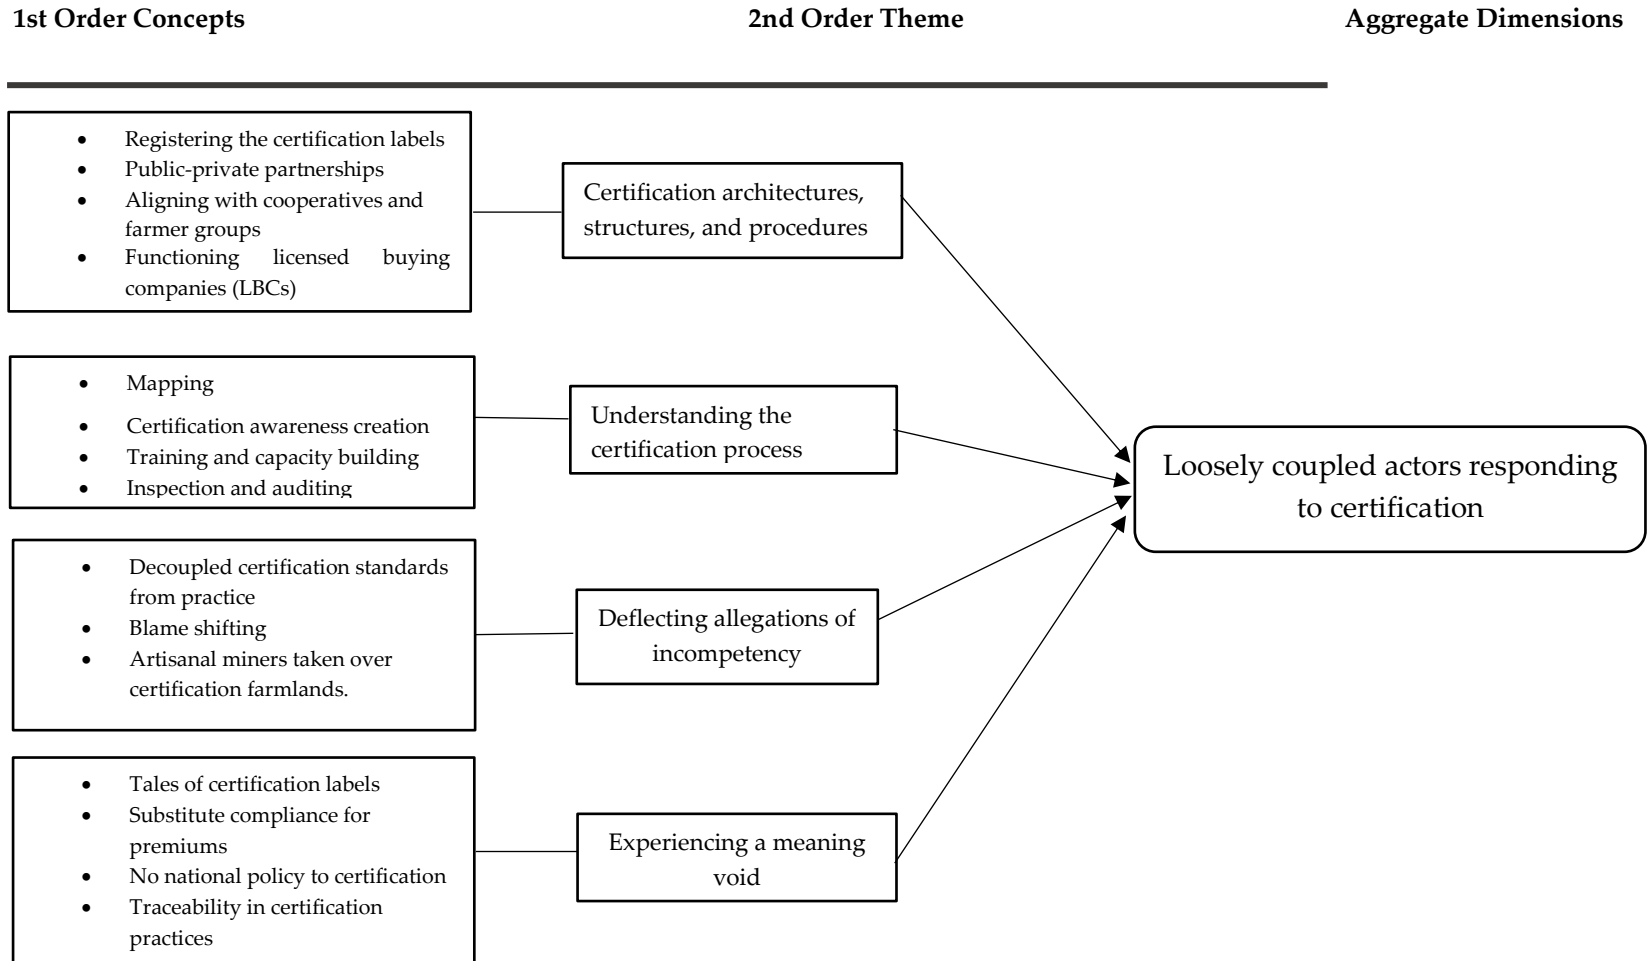 1st Order Concepts
2nd Order Theme
Aggregate Dimensions
• Registering the certification labels
• Public-private partnerships
• Aligning with cooperatives and
farmer groups
• Functioning licensed buying
companies (LBCs)
Certification architectures,
structures, and procedures
• Mapping
• Certification awareness creation
• Training and capacity building
• Inspection and auditing
Understanding the
certification process
Loosely coupled actors responding
to certification
• Decoupled certification standards
from practice
• Blame shifting
• Artisanal miners taken over
certification farmlands.
Deflecting allegations of
incompetency
• Tales of certification labels
• Substitute compliance for
premiums
• No national policy to certification
• Traceability in certification
practices
Experiencing a meaning
void